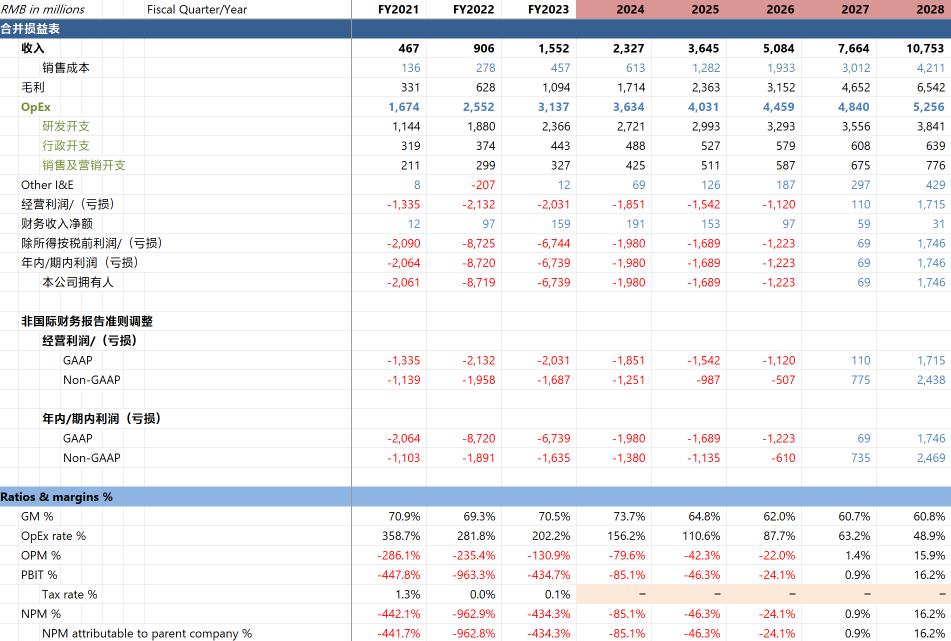 RMB in millions Fiscal Quarter/Year FY2021 FY2022 FY2023 2024 2025 2026 2027 2028
合并损益表
收入 467 906 1,552 2,327 3,645 5,084 7,664 10,753
销售成本 136 278 457 613 1,282 1,933 3,012 4,211
毛利 331 628 1,094 1,714 2,363 3,152 4,652 6,542
OpEx 1,674 2,552 3,137 3,634 4,031 4,459 4,840 5,256
研发开支 1,144 1,880 2,366 2,721 2,993 3,293 3,556 3,841
行政开支 319 374 443 488 527 579 608 639
销售及营销开支 211 299 327 425 511 587 675 776
Other I&E 8 -207 12 69 126 187 297 429
经营利润/（亏损） -1,335 -2,132 -2,031 -1,851 -1,542 -1,120 110 1,715
财务收入净额 12 97 159 191 153 97 59 31
除所得按税前利润/（亏损） -2,090 -8,725 -6,744 -1,980 -1,689 -1,223 69 1,746
年内/期内利润（亏损） -2,064 -8,720 -6,739 -1,980 -1,689 -1,223 69 1,746
本公司拥有人 -2,061 -8,719 -6,739 -1,980 -1,689 -1,223 69 1,746
非国际财务报告准则调整
经营利润/（亏损）
GAAP -1,335 -2,132 -2,031 -1,851 -1,542 -1,120 110 1,715
Non-GAAP -1,139 -1,958 -1,687 -1,251 -987 -507 775 2,438
年内/期内利润（亏损）
GAAP -2,064 -8,720 -6,739 -1,980 -1,689 -1,223 69 1,746
Non-GAAP -1,103 -1,891 -1,635 -1,380 -1,135 -610 735 2,469
Ratios & margins %
GM % 70.9% 69.3% 70.5% 73.7% 64.8% 62.0% 60.7% 60.8%
OpEx rate % 358.7% 281.8% 202.2% 156.2% 110.6% 87.7% 63.2% 48.9%
OPM % -286.1% -235.4% -130.9% -79.6% -42.3% -22.0% 1.4% 15.9%
PBIT % -447.8% -963.3% -434.7% -85.1% -46.3% -24.1% 0.9% 16.2%
Tax rate % 1.3% 0.0% 0.1% – – – – –
NPM % -442.1% -962.9% -434.3% -85.1% -46.3% -24.1% 0.9% 16.2%
NPM attributable to parent company % -441.7% -962.8% -434.3% -85.1% -46.3% -24.1% 0.9% 16.2%